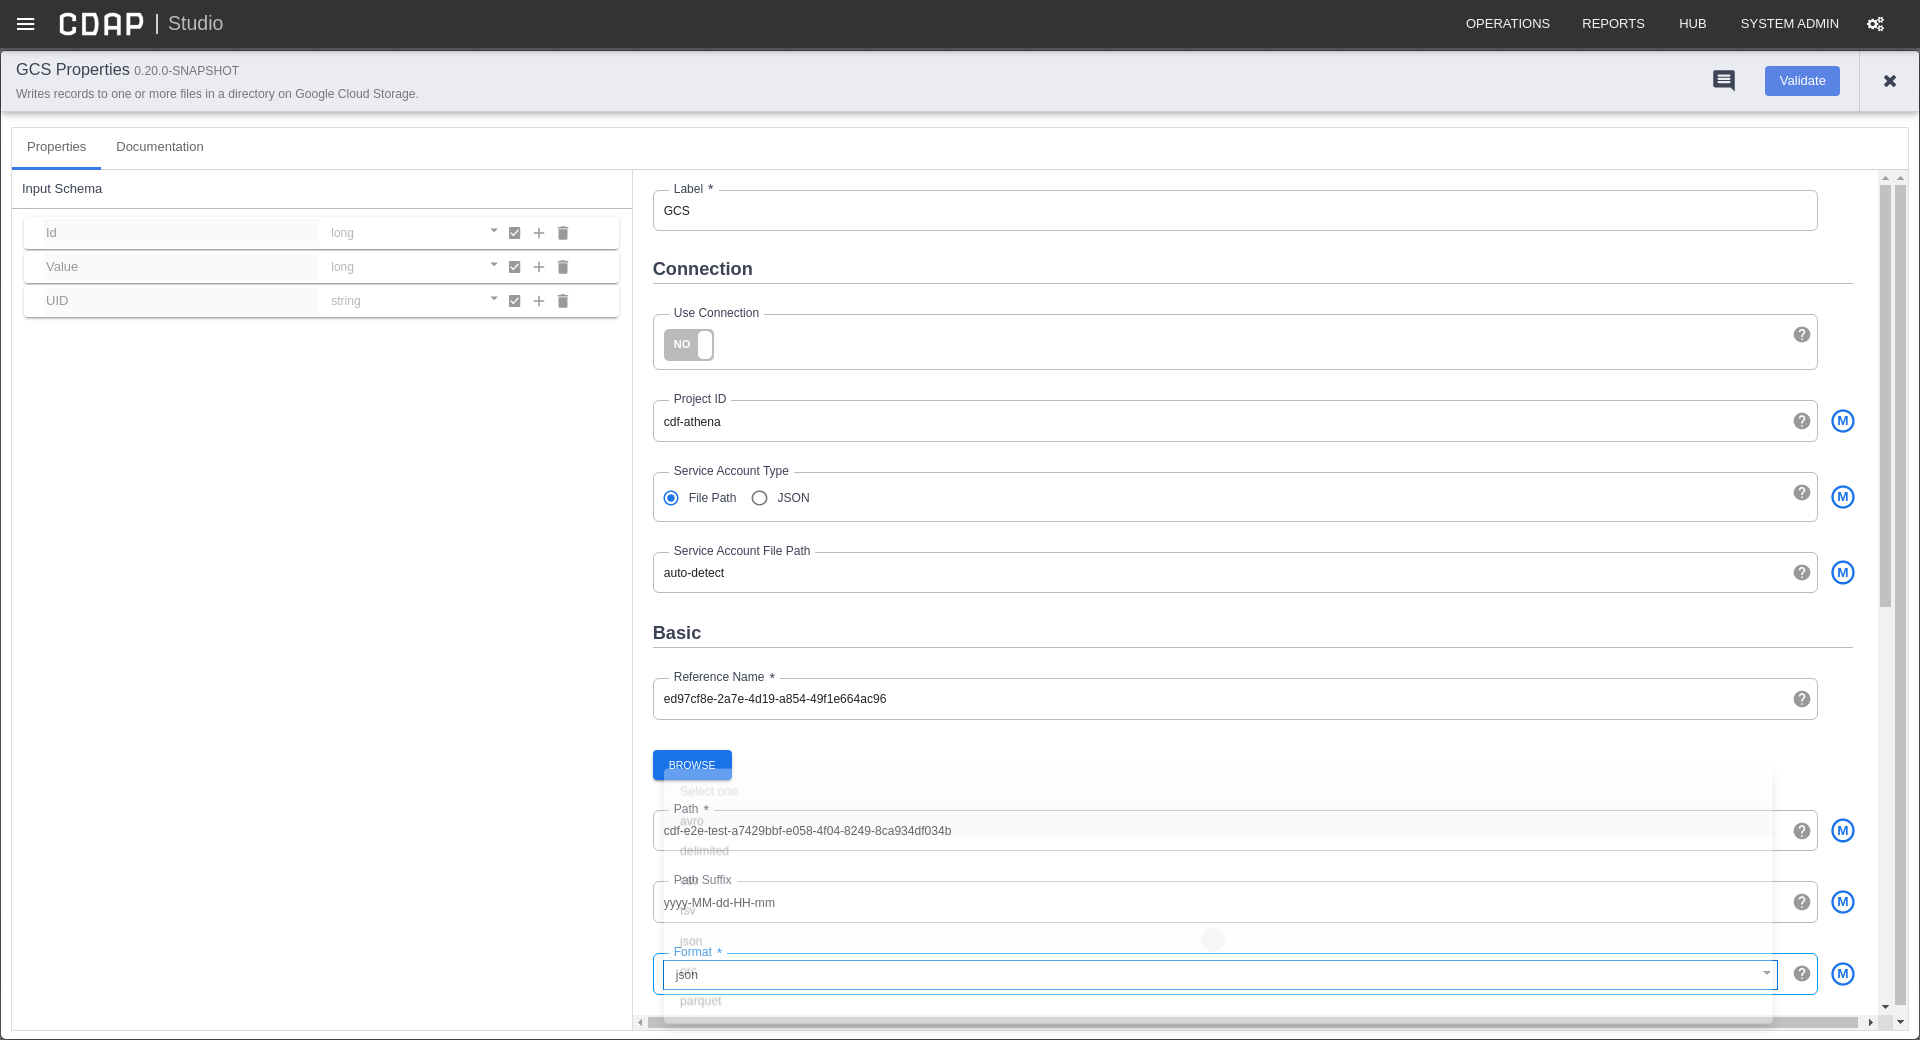 CDAP | Studio
OPERATIONS REPORTS HUB SYSTEM ADMIN
GCS Properties 0.20.0-SNAPSHOT
Writes records to one or more files in a directory on Google Cloud Storage.
Validate
Properties Documentation
Input Schema
Id long
Value long
UID string
Label *
GCS
Connection
Use Connection
NO
Project ID
cdf-athena
M
Service Account Type
File Path JSON
M
Service Account File Path
auto-detect
M
Basic
Reference Name *
ed97cf8e-2a7e-4d19-a854-49f1e664ac96
BROWSE
Select one
Path *
avro
cdf-e2e-test-a7429bbf-e058-4f04-8249-8ca934df034b
M
delimited
Path Suffix
yyyy-MM-dd-HH-mm
M
tsv
json
Format *
json
M
parquet